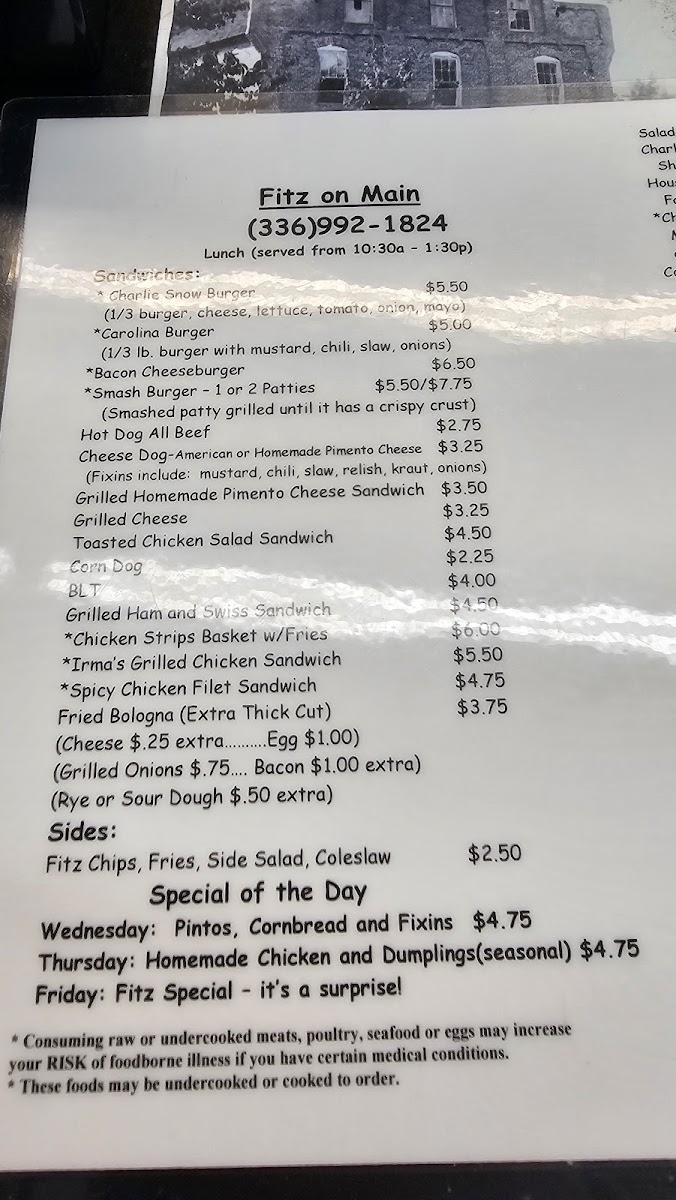 Fitz on Main
(336)992-1824
Lunch (served from 10:30a - 1:30p)
Sandwiches:
* Charlie Snow Burger $5.50
(1/3 burger, cheese, lettuce, tomato, onion, mayo)
*Carolina Burger $5.00
(1/3 lb. burger with mustard, chili, slaw, onions)
*Bacon Cheeseburger $6.50
*Smash Burger - 1 or 2 Patties $5.50/$7.75
(Smashed patty grilled until it has a crispy crust)
Hot Dog All Beef $2.75
Cheese Dog-American or Homemade Pimento Cheese $3.25
(Fixins include: mustard, chili, slaw, relish, kraut, onions)
Grilled Homemade Pimento Cheese Sandwich $3.50
Grilled Cheese $3.25
Toasted Chicken Salad Sandwich $4.50
Corn Dog $2.25
BLT $4.00
Grilled Ham and Swiss Sandwich $4.50
*Chicken Strips Basket w/Fries $6.00
*Irma's Grilled Chicken Sandwich $5.50
*Spicy Chicken Filet Sandwich $4.75
Fried Bologna (Extra Thick Cut) $3.75
(Cheese $.25 extra..........Egg $1.00)
(Grilled Onions $.75.... Bacon $1.00 extra)
(Rye or Sour Dough $.50 extra)
Sides:
Fitz Chips, Fries, Side Salad, Coleslaw $2.50
Special of the Day
Wednesday: Pintos, Cornbread and Fixins $4.75
Thursday: Homemade Chicken and Dumplings(seasonal) $4.75
Friday: Fitz Special - it's a surprise!
* Consuming raw or undercooked meats, poultry, seafood or eggs may increase
your RISK of foodborne illness if you have certain medical conditions.
* These foods may be undercooked or cooked to order.
Salad